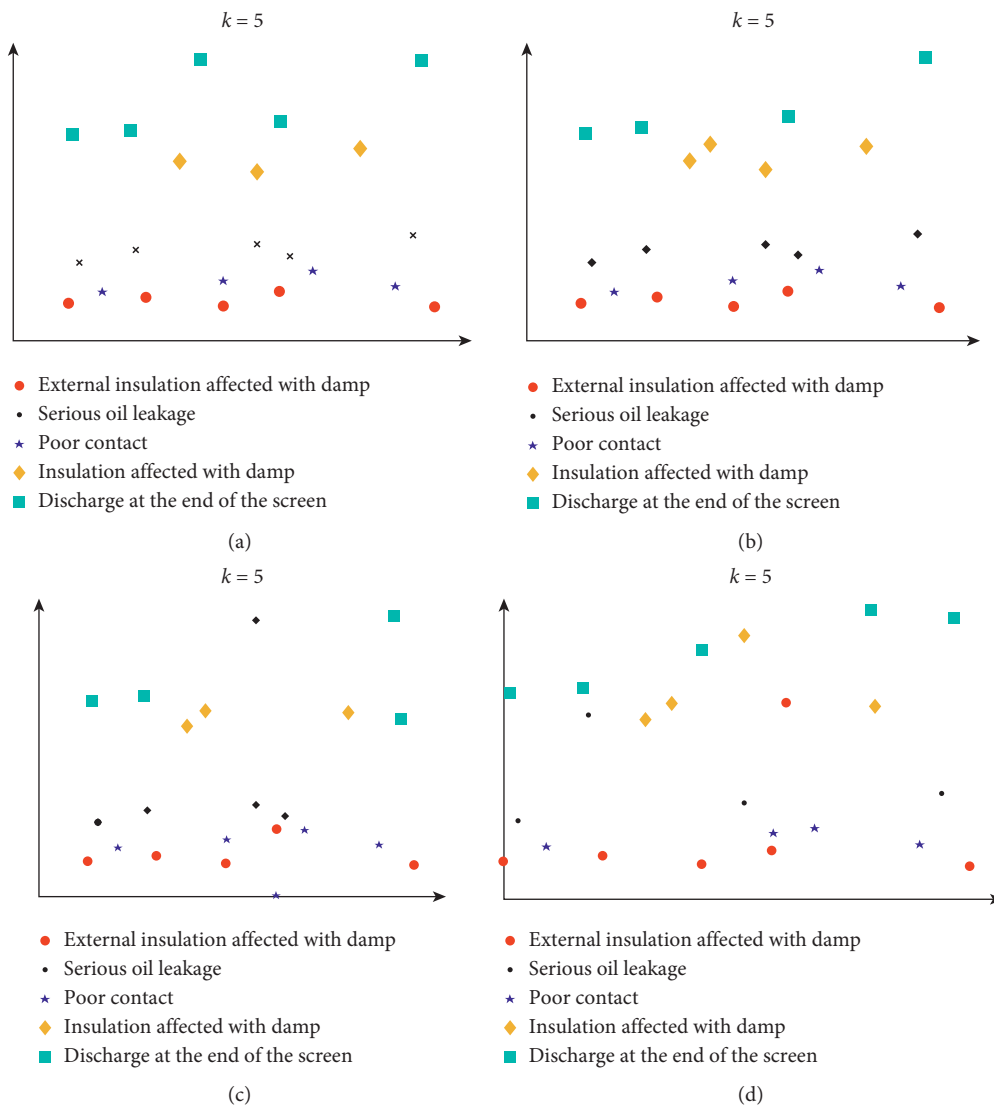 k = 5
External insulation affected with damp
Serious oil leakage
Poor contact
Insulation affected with damp
Discharge at the end of the screen
(a)
k = 5
External insulation affected with damp
Serious oil leakage
Poor contact
Insulation affected with damp
Discharge at the end of the screen
(b)
k = 5
External insulation affected with damp
Serious oil leakage
Poor contact
Insulation affected with damp
Discharge at the end of the screen
(c)
k = 5
External insulation affected with damp
Serious oil leakage
Poor contact
Insulation affected with damp
Discharge at the end of the screen
(d)